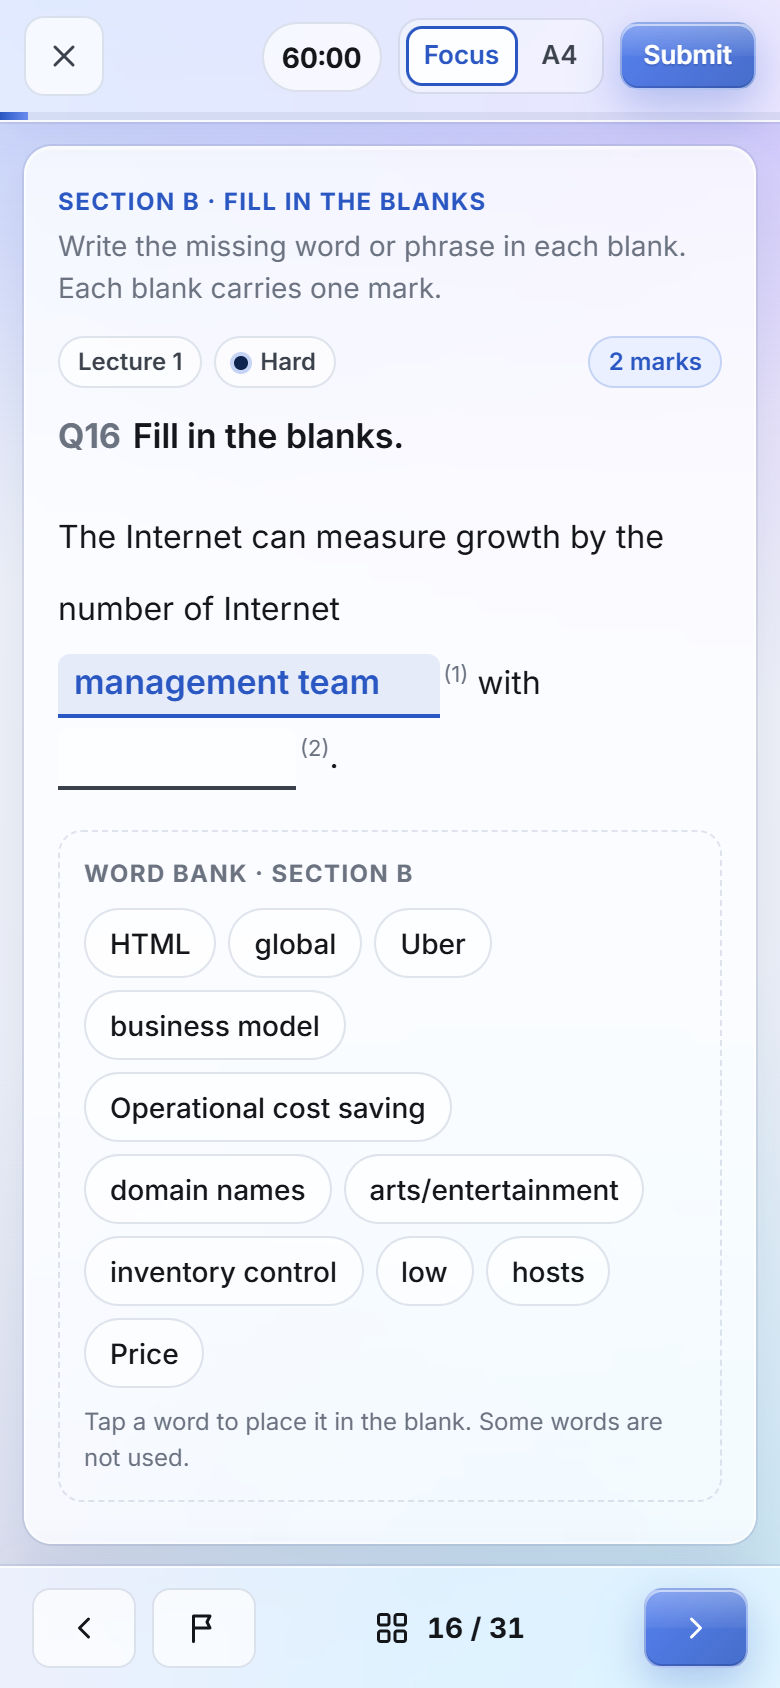 60:00
Focus
A4
Submit
SECTION B · FILL IN THE BLANKS
Write the missing word or phrase in each blank.
Each blank carries one mark.
Lecture 1
Hard
2 marks
Q16 Fill in the blanks.
The Internet can measure growth by the
number of Internet
management team (1) with
(2).
WORD BANK · SECTION B
HTML
global
Uber
business model
Operational cost saving
domain names
arts/entertainment
inventory control
low
hosts
Price
Tap a word to place it in the blank. Some words are
not used.
16 / 31